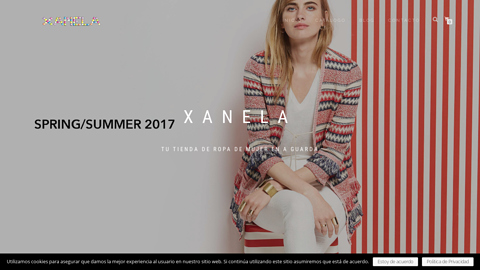 XANELA
BLOG
CONTACTO
SPRING/SUMMER 2017
XANELA
TU TIENDA DE ROPA DE MUJER EN A GUARDA
Utilizamos cookies para asegurar que damos la mejor experiencia al usuario en nuestro sitio web. Si continúa utilizando este sitio asumiremos que está de acuerdo.
Estoy de acuerdo
Política de Privacidad